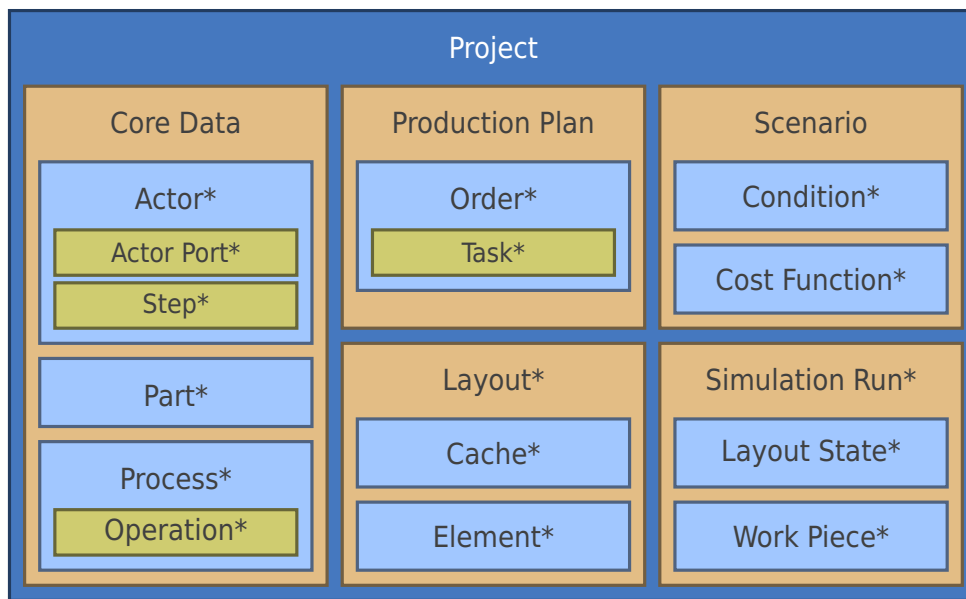 Project
Core Data
Actor*
Actor Port*
Step*
Part*
Process*
Operation*
Production Plan
Order*
Task*
Layout*
Cache*
Element*
Scenario
Condition*
Cost Function*
Simulation Run*
Layout State*
Work Piece*